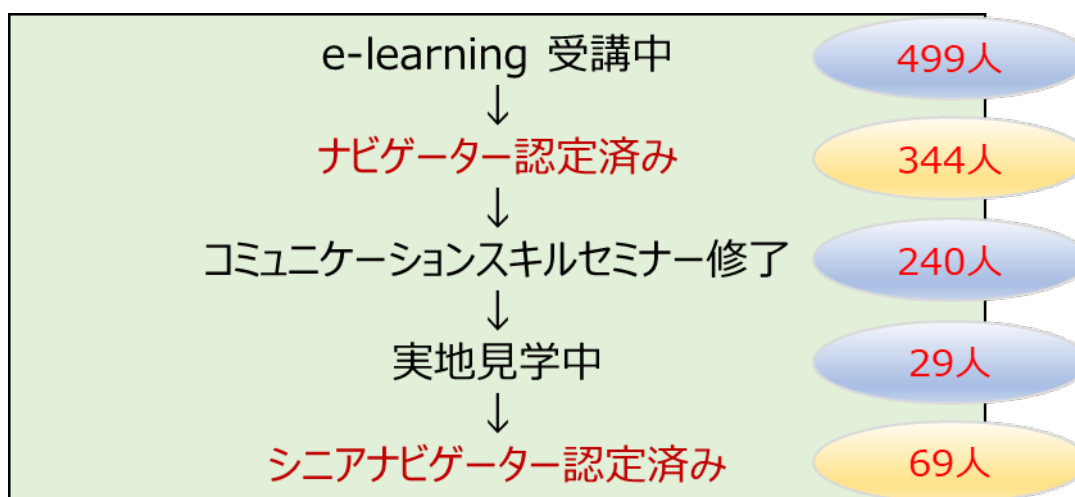 e-learning 受講中 499人
↓
ナビゲーター認定済み 344人
↓
コミュニケーションスキルセミナー修了 240人
↓
実地見学中 29人
↓
シニアナビゲーター認定済み 69人